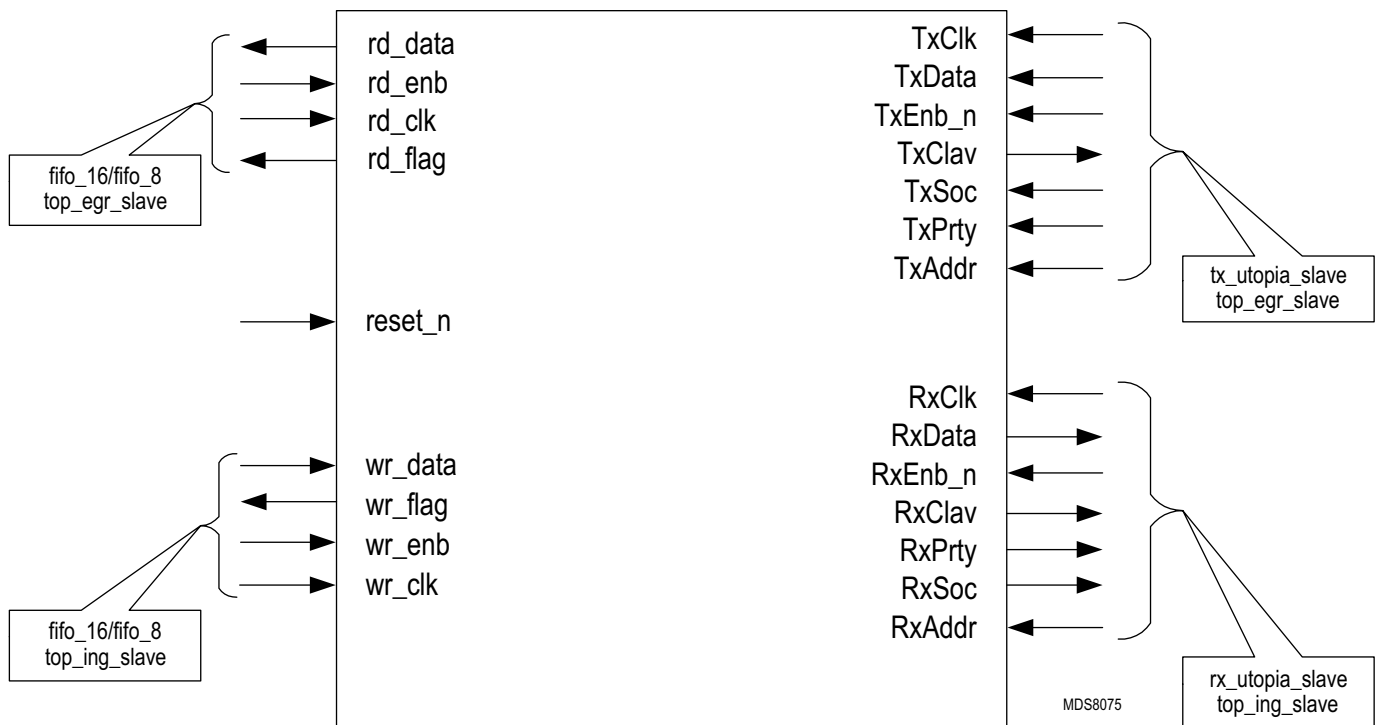 rd_data
rd_enb
rd_clk
rd_flag
fifo_16/fifo_8
top_egr_slave
reset_n
wr_data
wr_flag
wr_enb
wr_clk
fifo_16/fifo_8
top_ing_slave
TxClk
TxData
TxEnb_n
TxClav
TxSoc
TxPrty
TxAddr
tx_utopia_slave
top_egr_slave
RxClk
RxData
RxEnb_n
RxClav
RxPrty
RxSoc
RxAddr
rx_utopia_slave
top_ing_slave
MDS8075